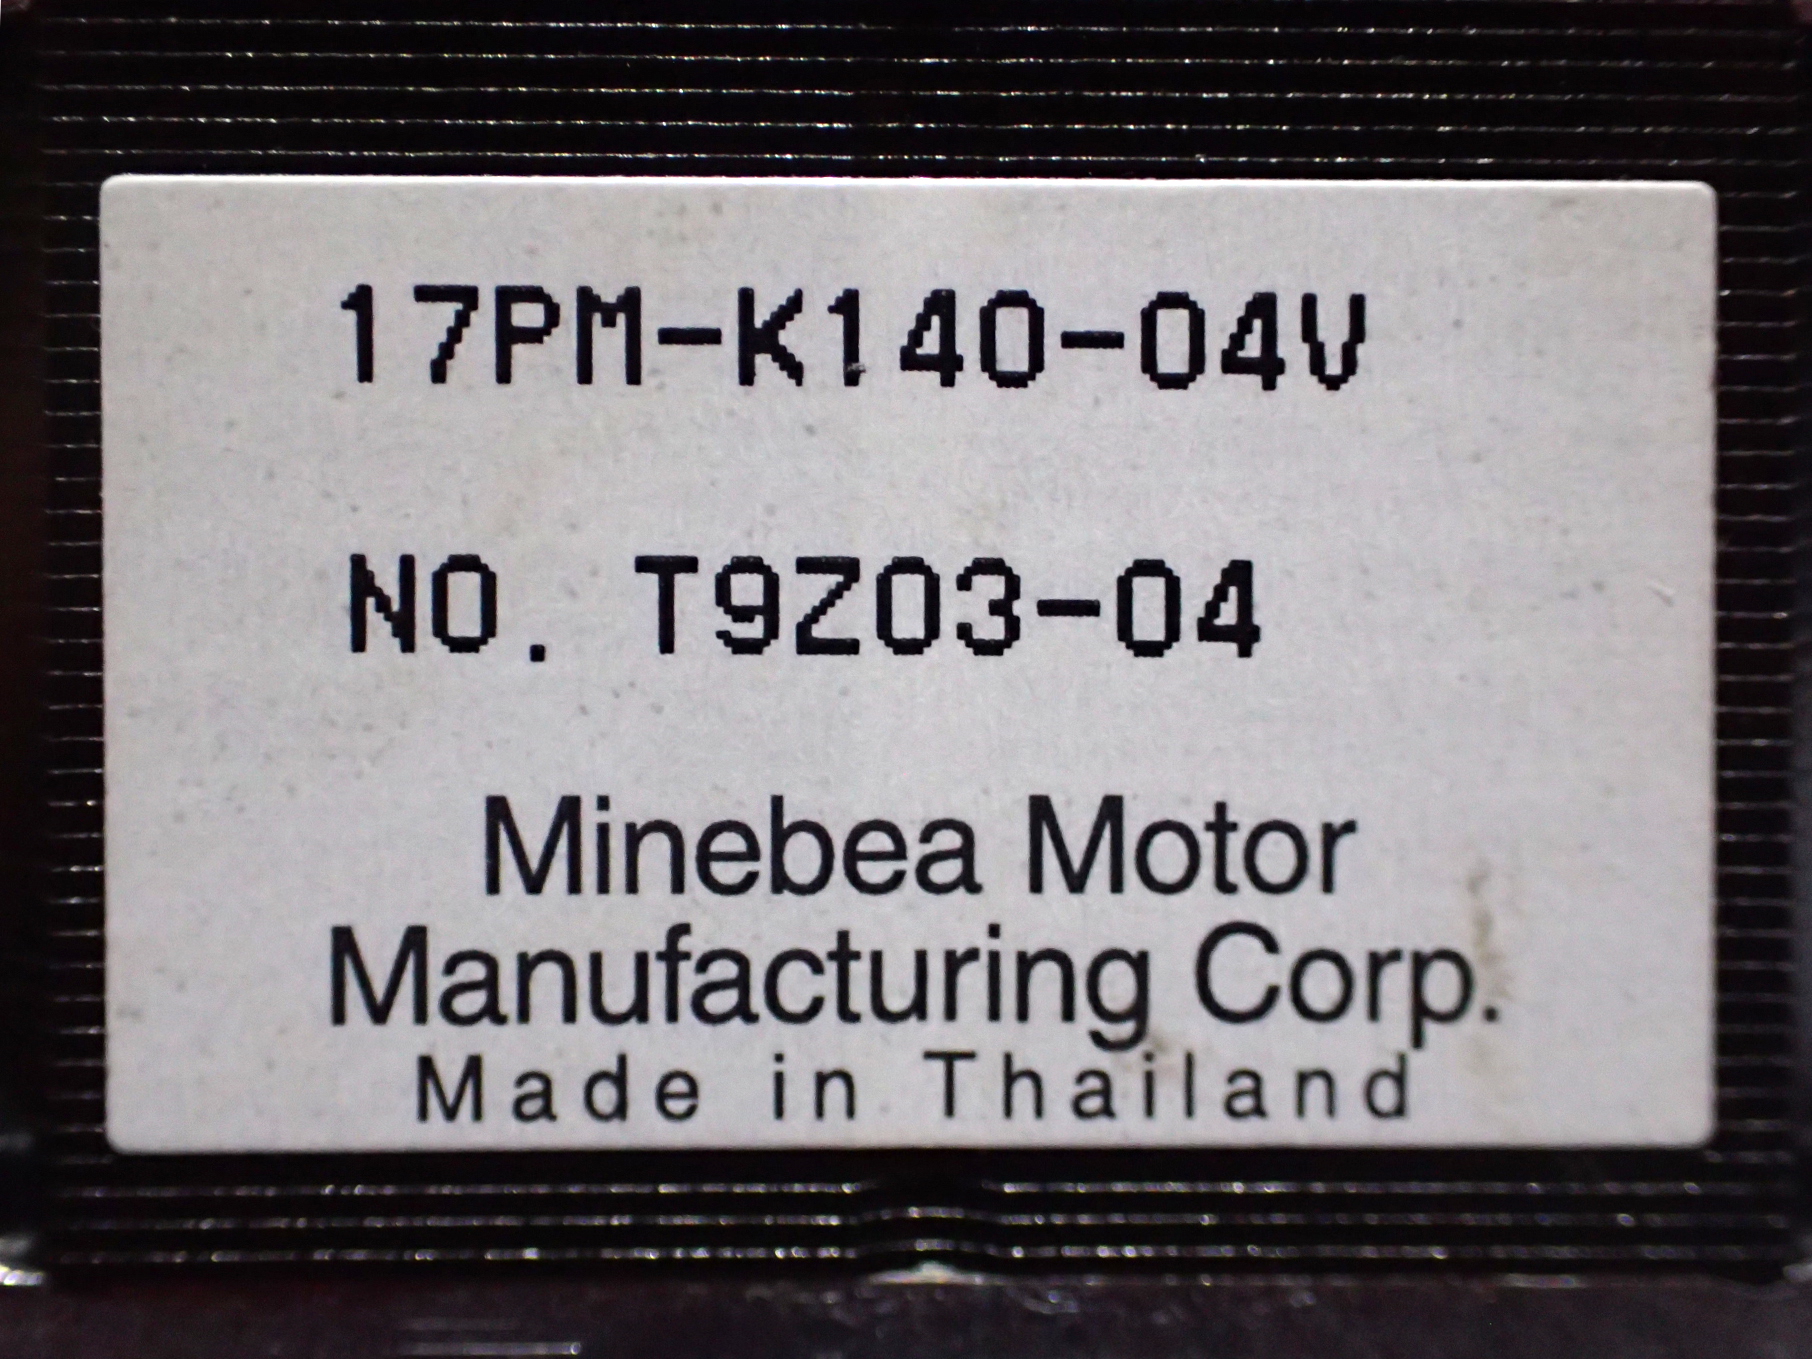 17PM-K140-04V
NO. T9Z03-04
Minebea Motor
Manufacturing Corp.
Made in Thailand